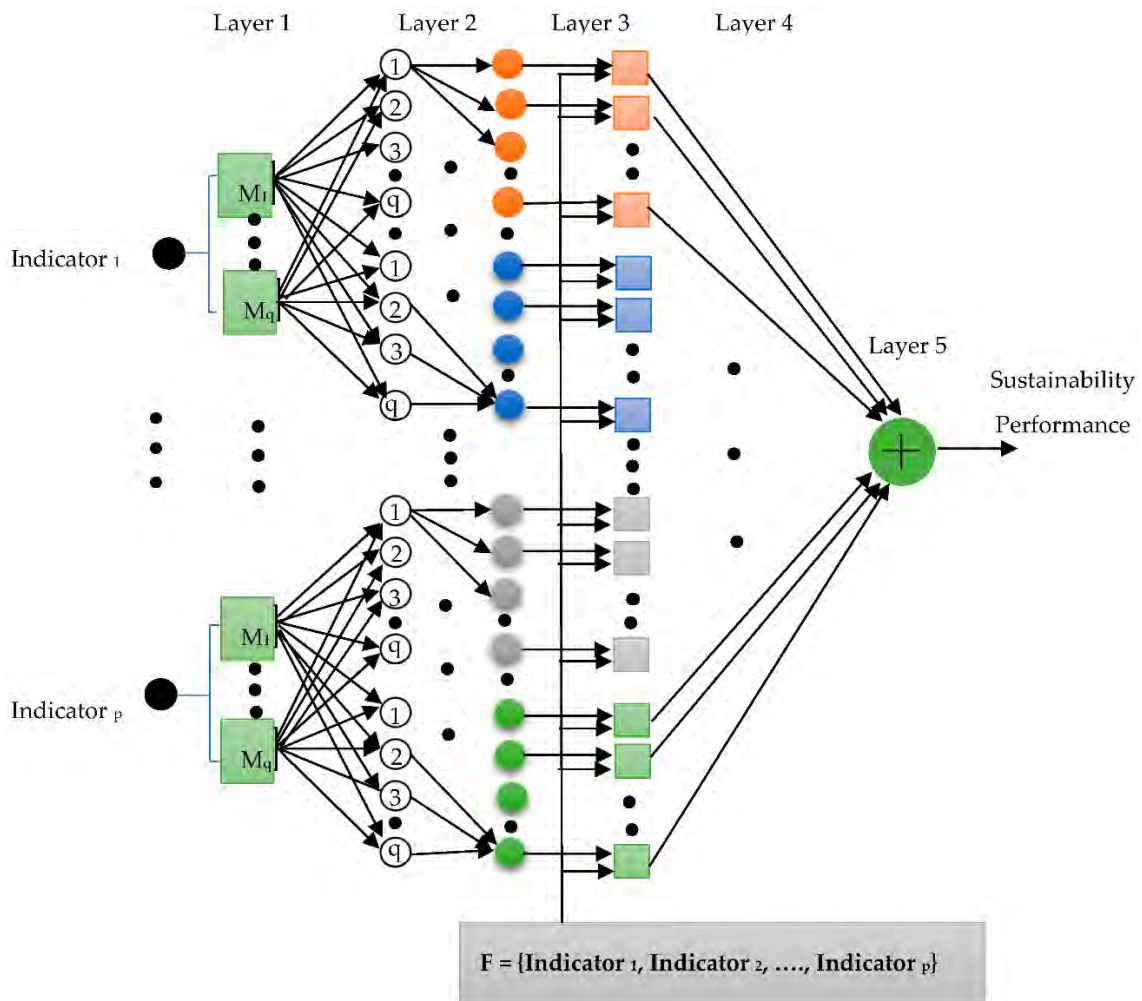 Layer 1 Layer 2 Layer 3 Layer 4
1
2
3
q
1
2
3
q
M1
Mq
Indicator 1
Layer 5
Sustainability
Performance
+
1
2
3
q
1
2
3
q
M1
Mq
Indicator p
F = {Indicator 1, Indicator 2, …., Indicator p}